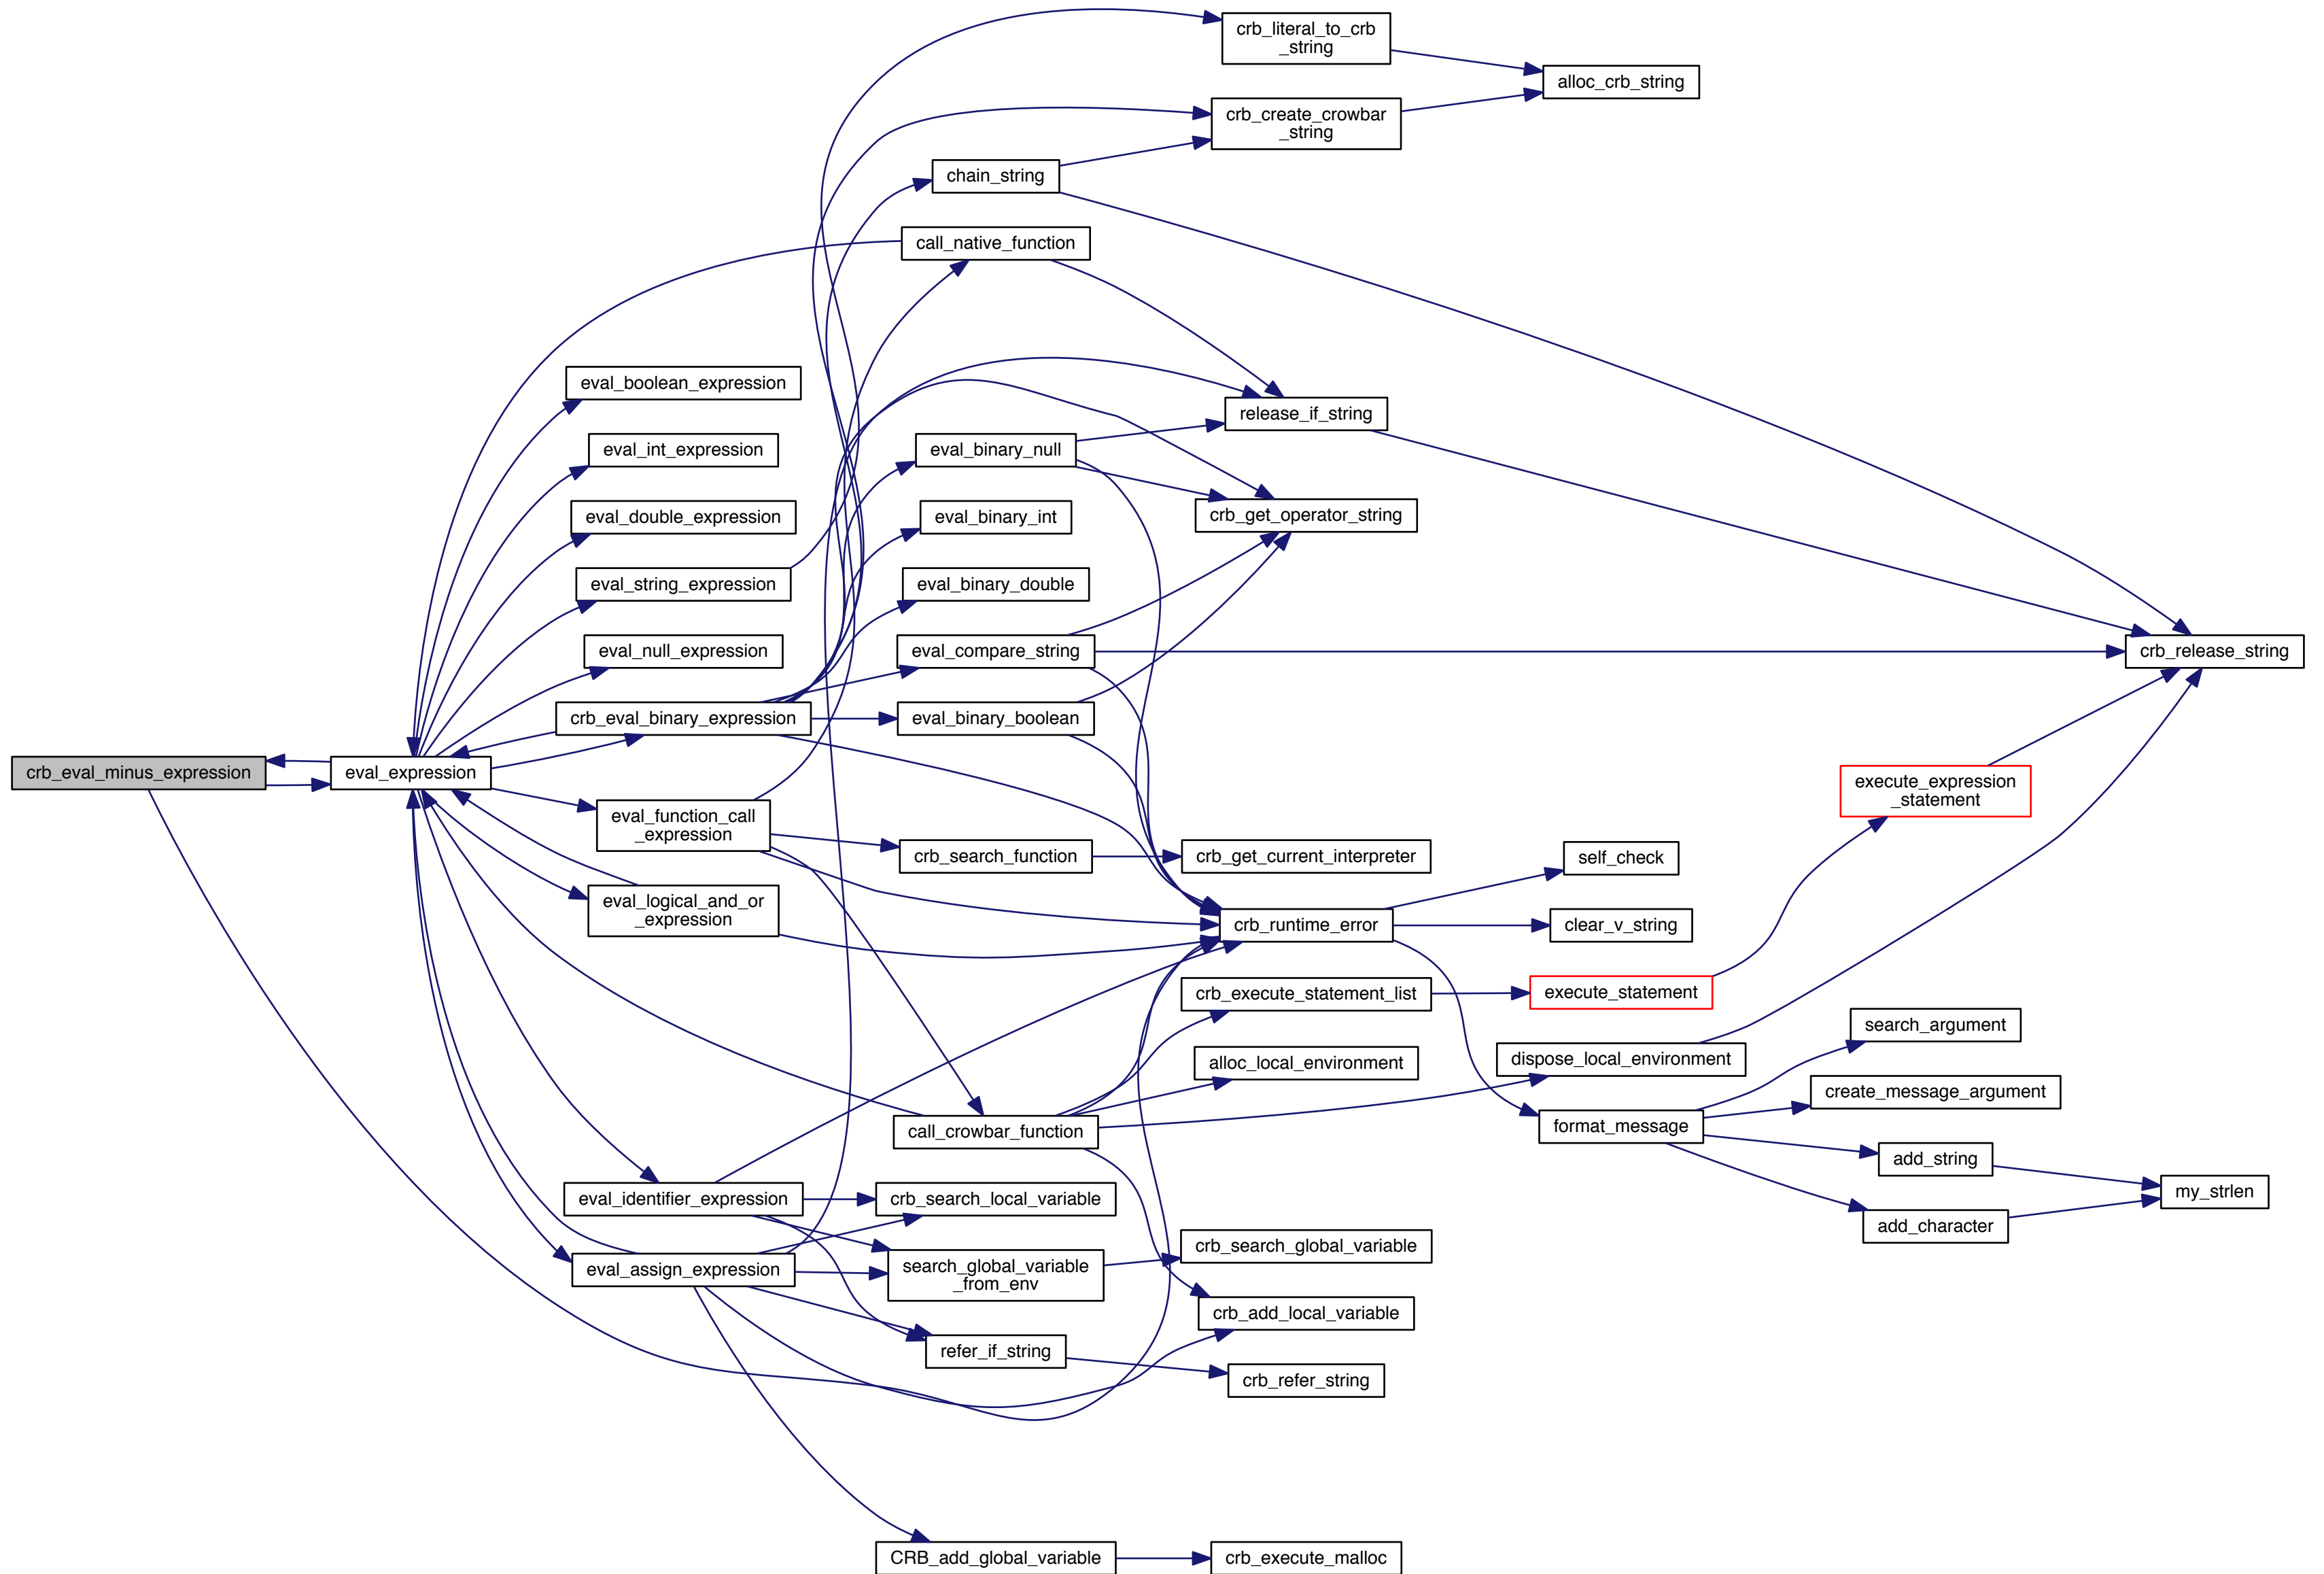 crb_literal_to_crb
_string
alloc_crb_string
crb_create_crowbar
_string
chain_string
call_native_function
eval_boolean_expression
release_if_string
eval_int_expression
eval_binary_null
eval_double_expression
eval_binary_int
crb_get_operator_string
eval_string_expression
eval_binary_double
eval_null_expression
eval_compare_string
crb_release_string
crb_eval_binary_expression
eval_binary_boolean
crb_eval_minus_expression
eval_expression
execute_expression
_statement
eval_function_call
_expression
crb_search_function
crb_get_current_interpreter
self_check
eval_logical_and_or
_expression
crb_runtime_error
clear_v_string
crb_execute_statement_list
execute_statement
search_argument
alloc_local_environment
dispose_local_environment
create_message_argument
call_crowbar_function
format_message
add_string
eval_identifier_expression
crb_search_local_variable
my_strlen
add_character
crb_search_global_variable
eval_assign_expression
search_global_variable
_from_env
crb_add_local_variable
refer_if_string
crb_refer_string
CRB_add_global_variable
crb_execute_malloc